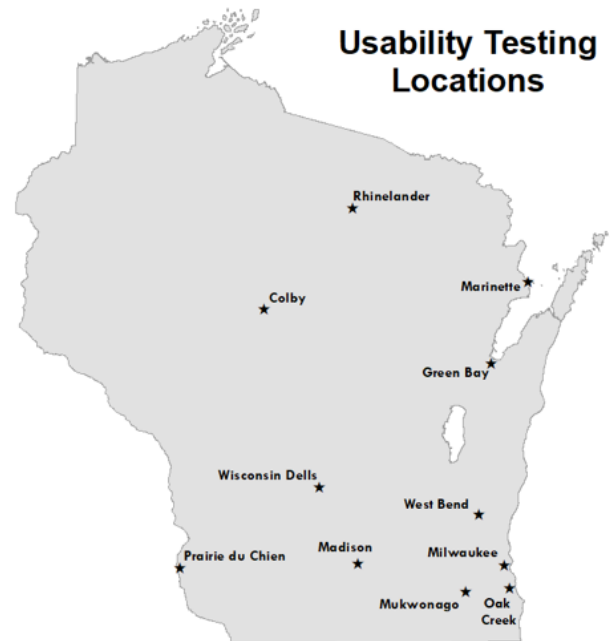 Usability Testing
Locations
Rhinelander
Marinette
Colby
Green Bay
Wisconsin Dells
West Bend
Madison
Milwaukee
Prairie du Chien
Mukwonago
Oak
Creek